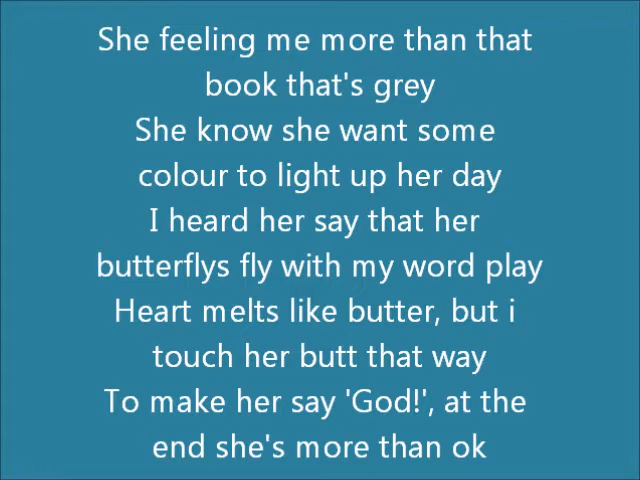 She feeling me more than that
book that's grey
She know she want some
colour to light up her day
I heard her say that her
butterflys fly with my word play
Heart melts like butter, but i
touch her butt that way
To make her say 'God!', at the
end she's more than ok